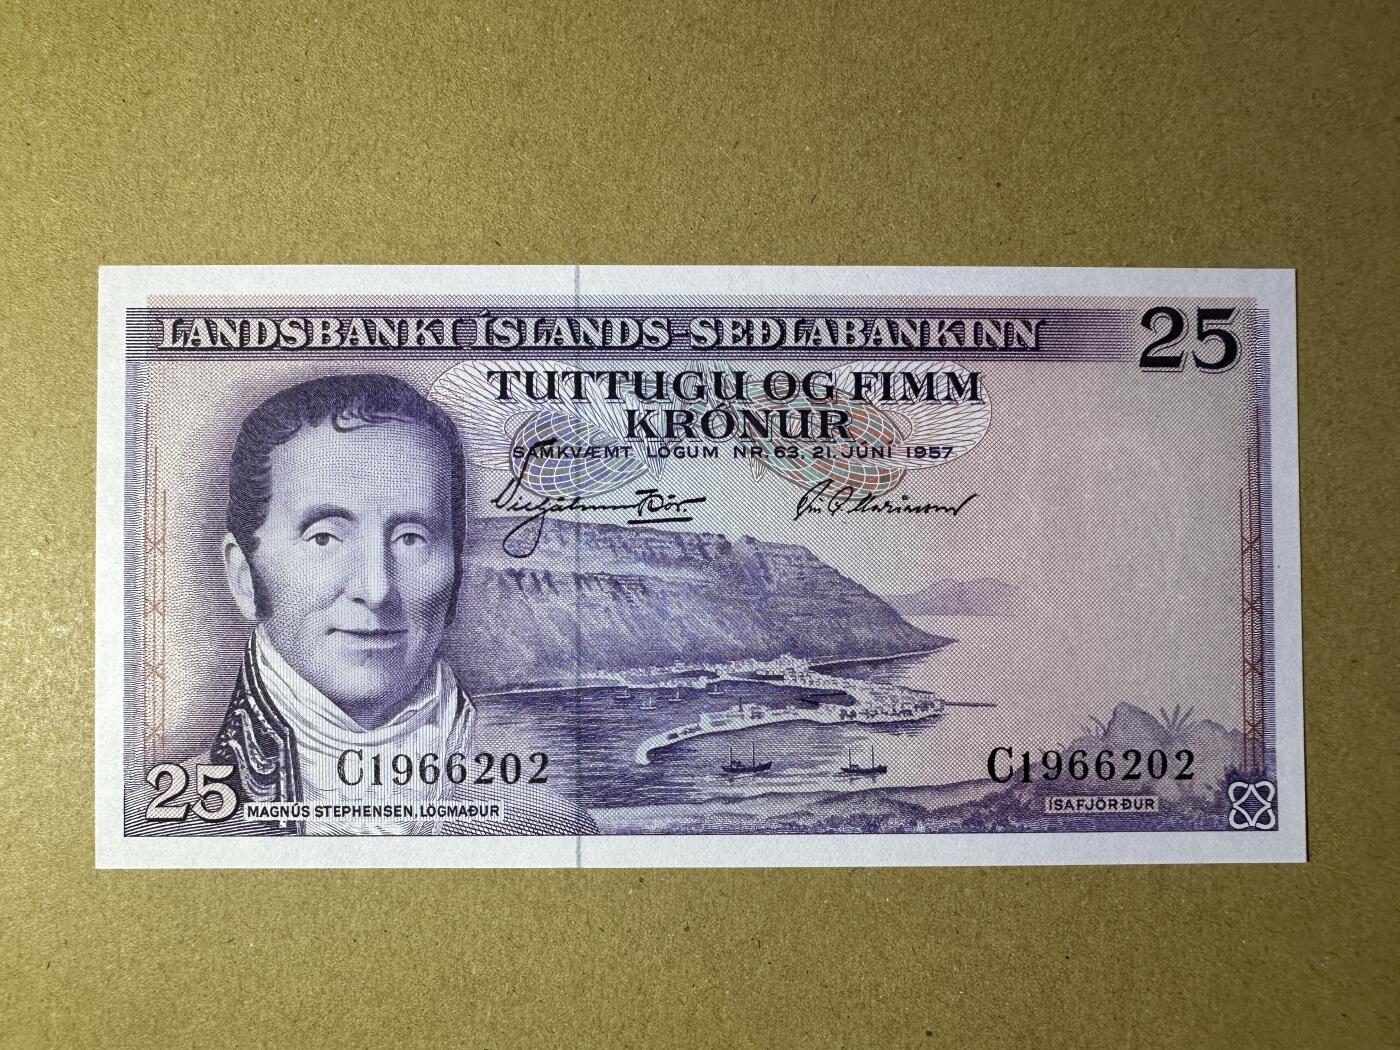 LANDSBANKI ÍSLANDS-SEÐLABANKINN 25
TUTTUGU OG FIMM
KRÓNUR
SAMKVÆMT LÖGUM NR. 63, 21. JÚNÍ 1957
C1966202 C1966202
25 MAGNÚS STEPHENSEN, LÖGMAÐUR ÍSAFJÖRÐUR